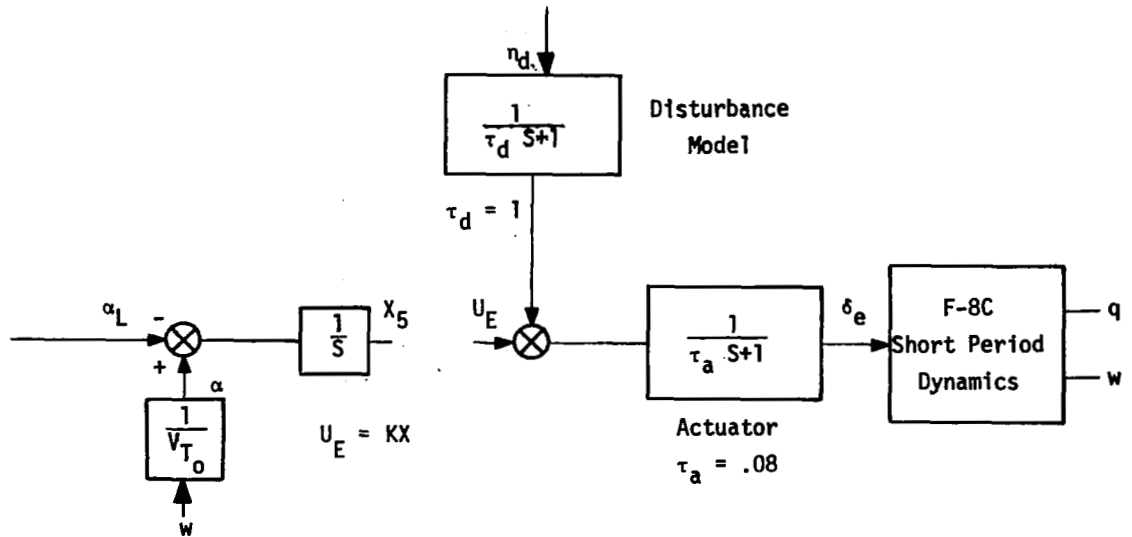 η_d
1
τ_d S+1
Disturbance
Model
τ_d = 1
α_L
-
+
α
1
S
X_5
1
V_T_o
w
U_E = KX
U_E
1
τ_a S+1
Actuator
τ_a = .08
δ_e
F-8C
Short Period
Dynamics
q
w